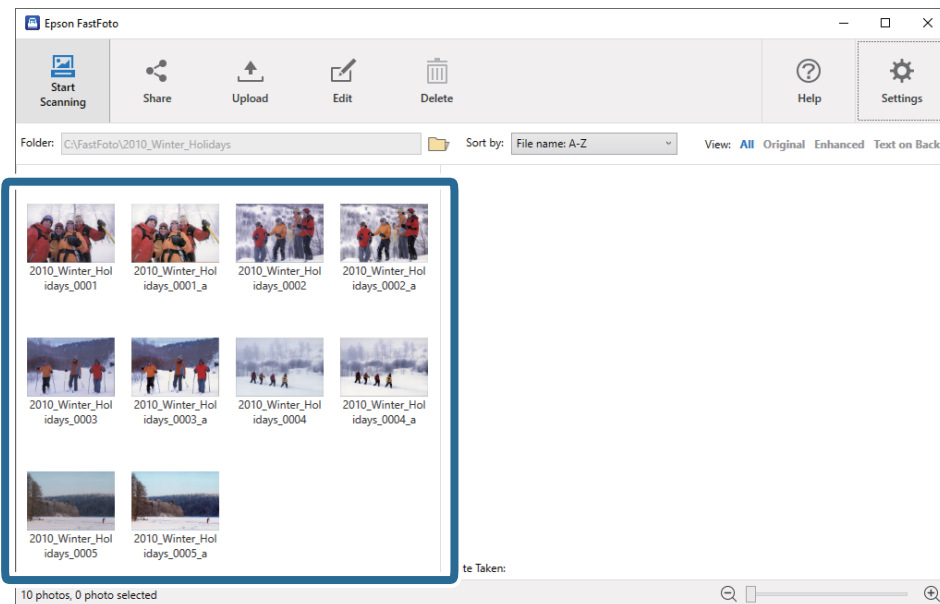 Epson FastFoto
Start
Scanning
Share
Upload
Edit
Delete
Help
Settings
Folder: C:\FastFoto\2010_Winter_Holidays
Sort by: File name: A-Z
View: All Original Enhanced Text on Back
2010_Winter_Hol
idays_0001
2010_Winter_Hol
idays_0001_a
2010_Winter_Hol
idays_0002
2010_Winter_Hol
idays_0002_a
2010_Winter_Hol
idays_0003
2010_Winter_Hol
idays_0003_a
2010_Winter_Hol
idays_0004
2010_Winter_Hol
idays_0004_a
2010_Winter_Hol
idays_0005
2010_Winter_Hol
idays_0005_a
te Taken:
10 photos, 0 photo selected